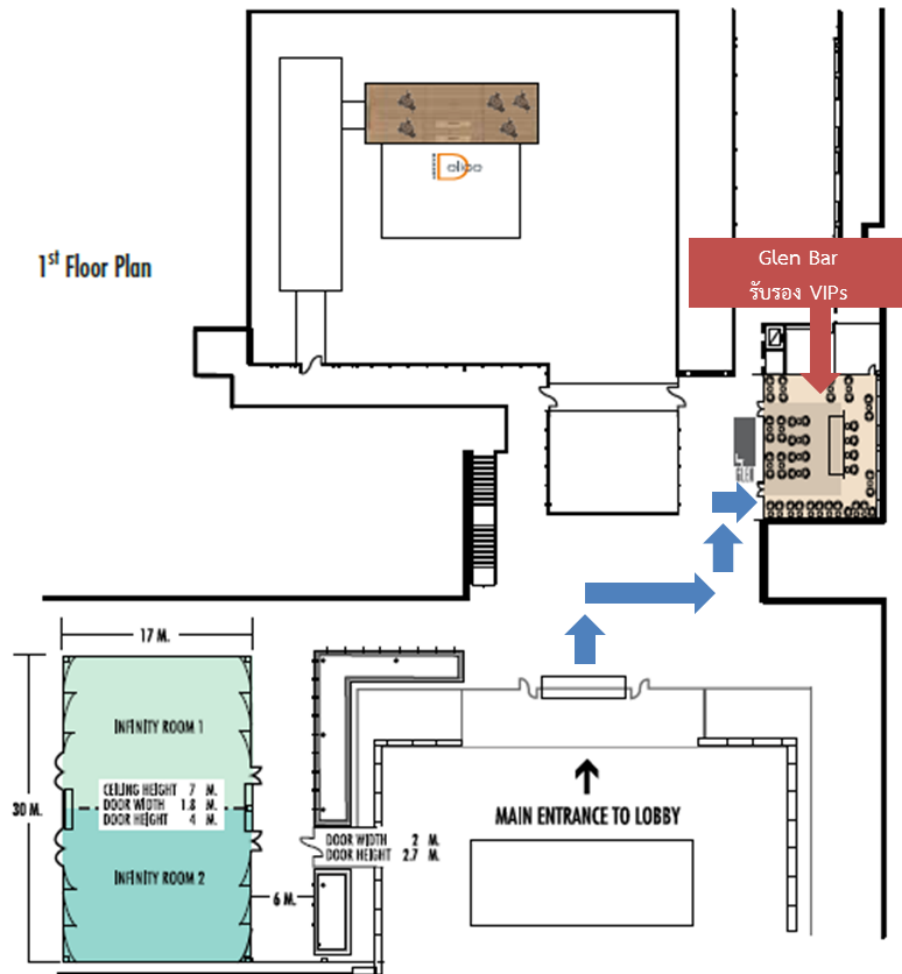 1st Floor Plan
Glen Bar
รับรอง VIPs
GLEN
17 M.
INFINITY ROOM 1
CEILING HEIGHT 7 M.
DOOR WIDTH 1.8 M.
DOOR HEIGHT 4 M.
30 M.
INFINITY ROOM 2
6 M.
DOOR WIDTH 2 M.
DOOR HEIGHT 2.7 M.
MAIN ENTRANCE TO LOBBY